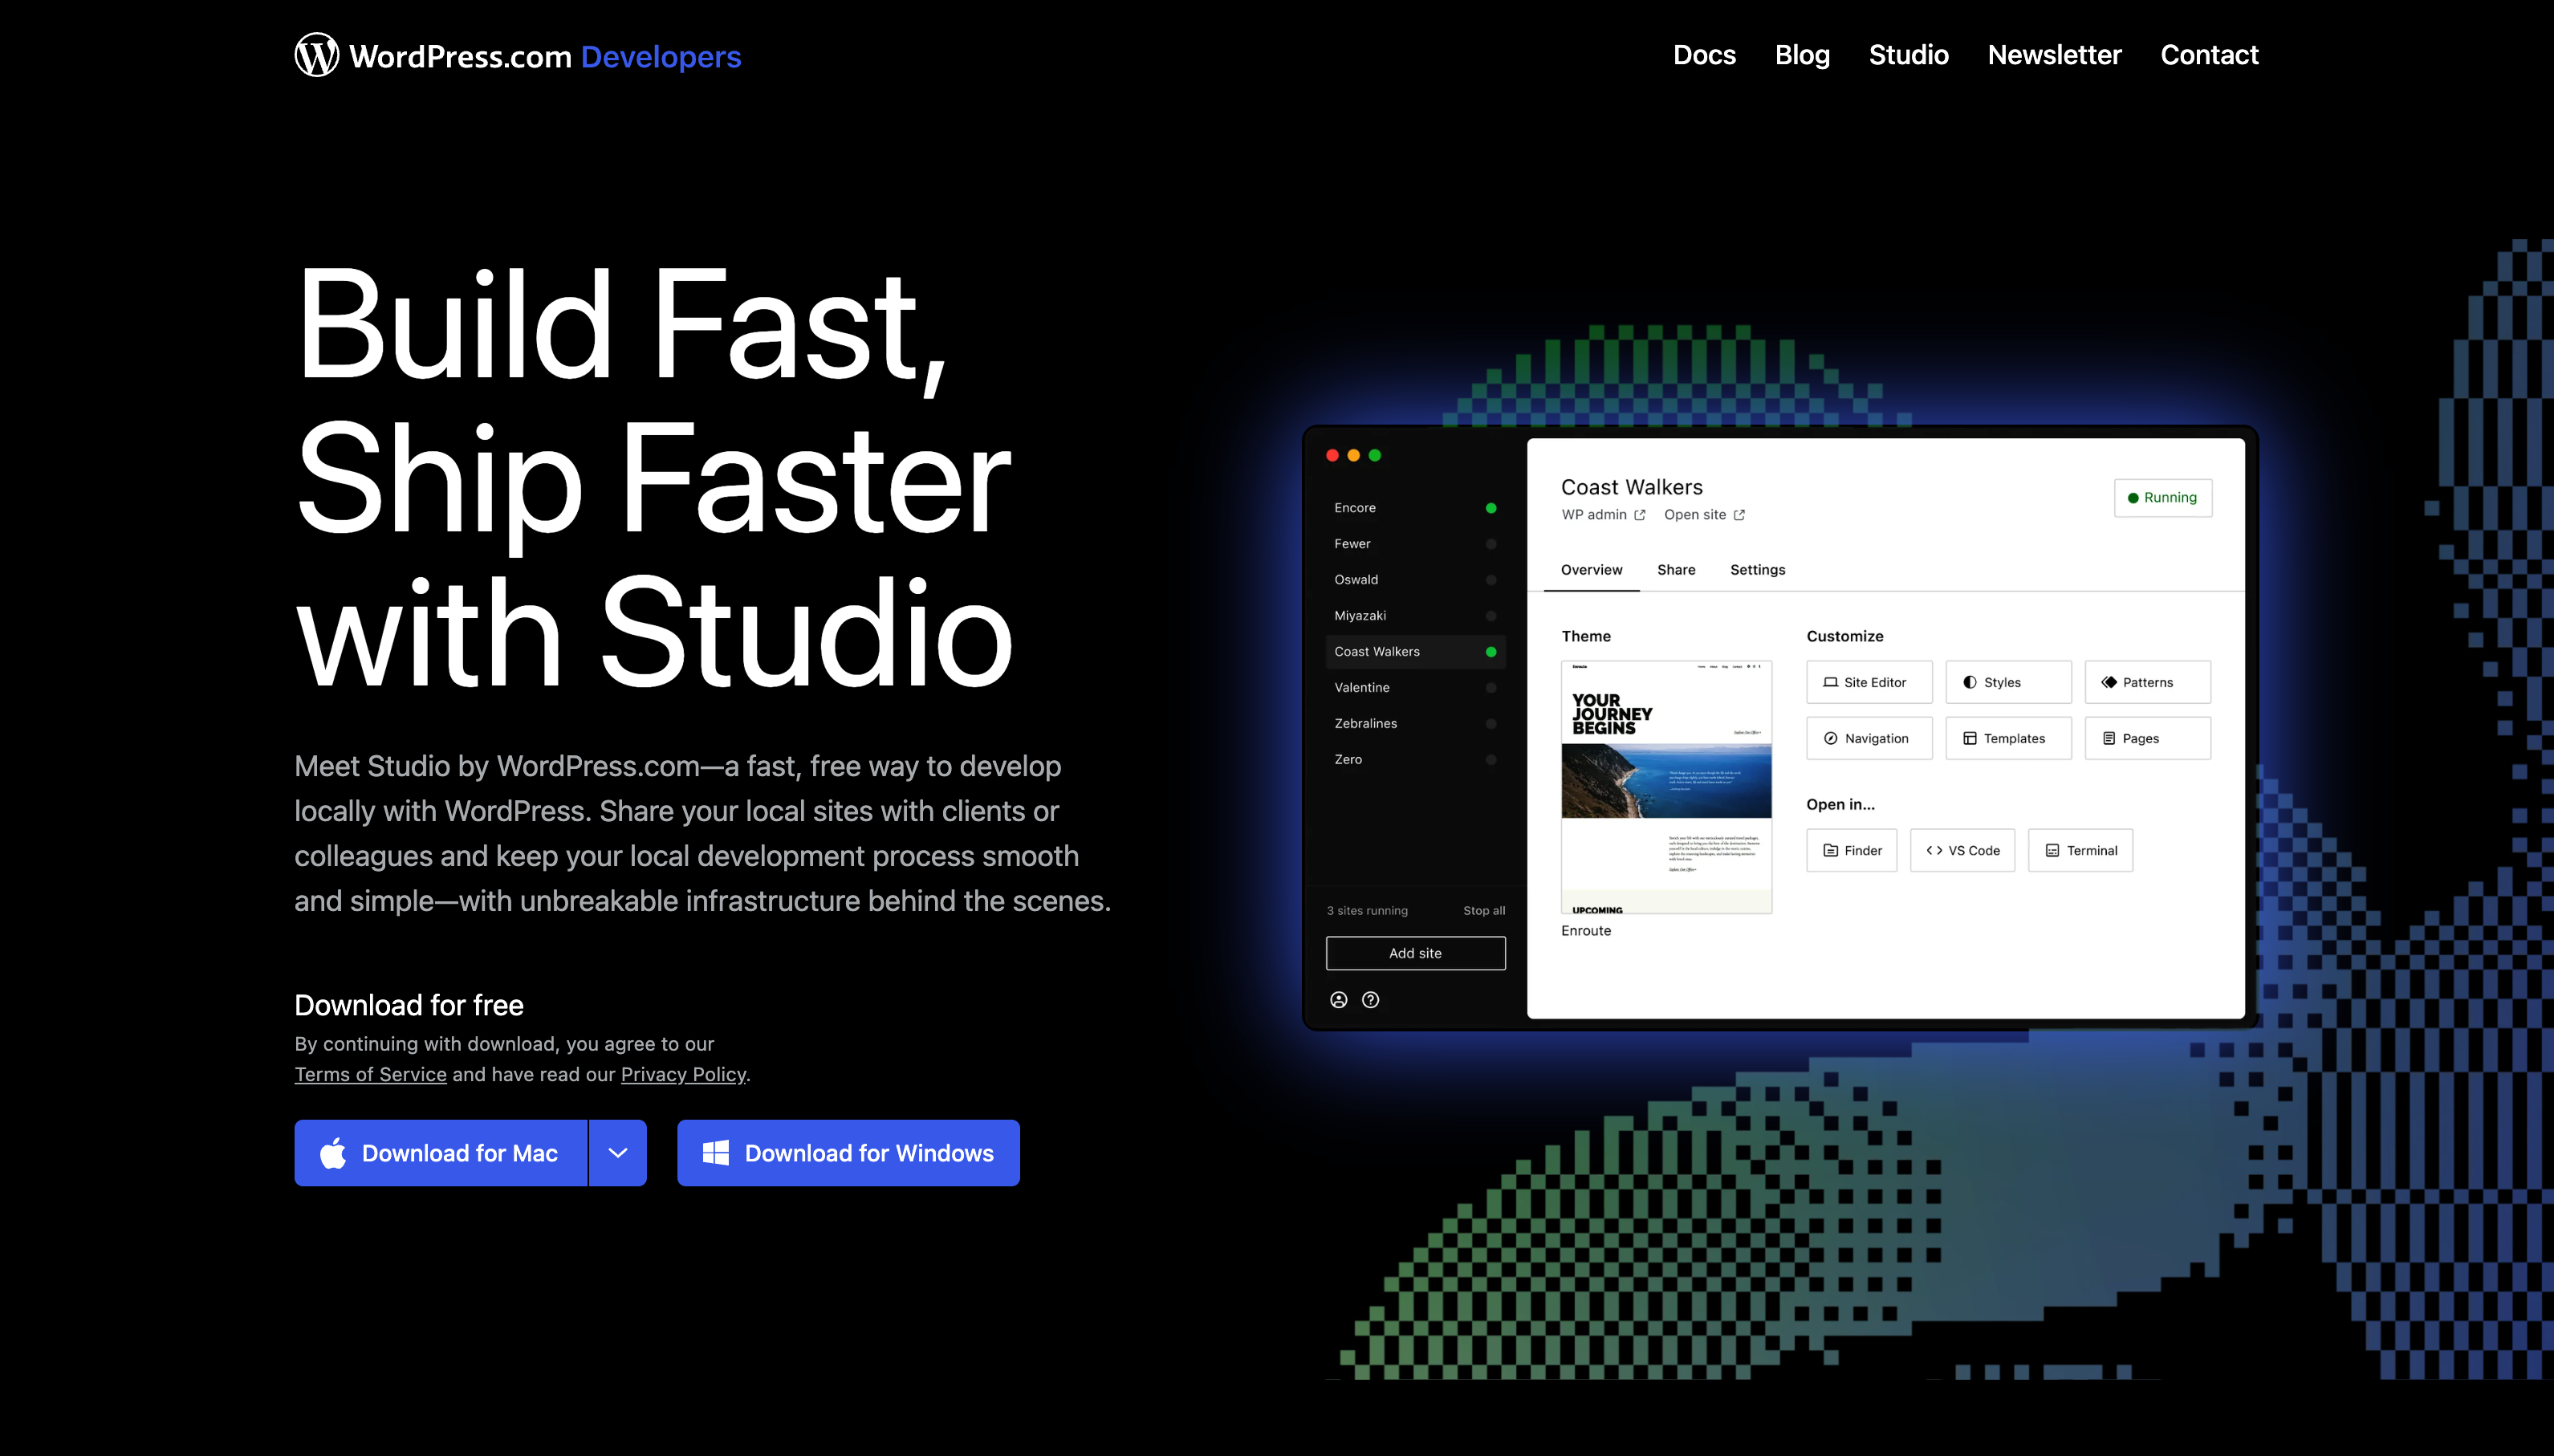 WordPress.com Developers
Docs Blog Studio Newsletter Contact
Build Fast,
Ship Faster
with Studio
Meet Studio by WordPress.com—a fast, free way to develop
locally with WordPress. Share your local sites with clients or
colleagues and keep your local development process smooth
and simple—with unbreakable infrastructure behind the scenes.
Download for free
By continuing with download, you agree to our
Terms of Service and have read our Privacy Policy.
Download for Mac
Download for Windows
Encore
Fewer
Oswald
Miyazaki
Coast Walkers
Valentine
Zebralines
Zero
3 sites running Stop all
Add site
Coast Walkers
WP admin Open site
Running
Overview Share Settings
Theme
YOUR
JOURNEY
BEGINS
UPCOMING
Enroute
Customize
Site Editor Styles Patterns
Navigation Templates Pages
Open in...
Finder VS Code Terminal